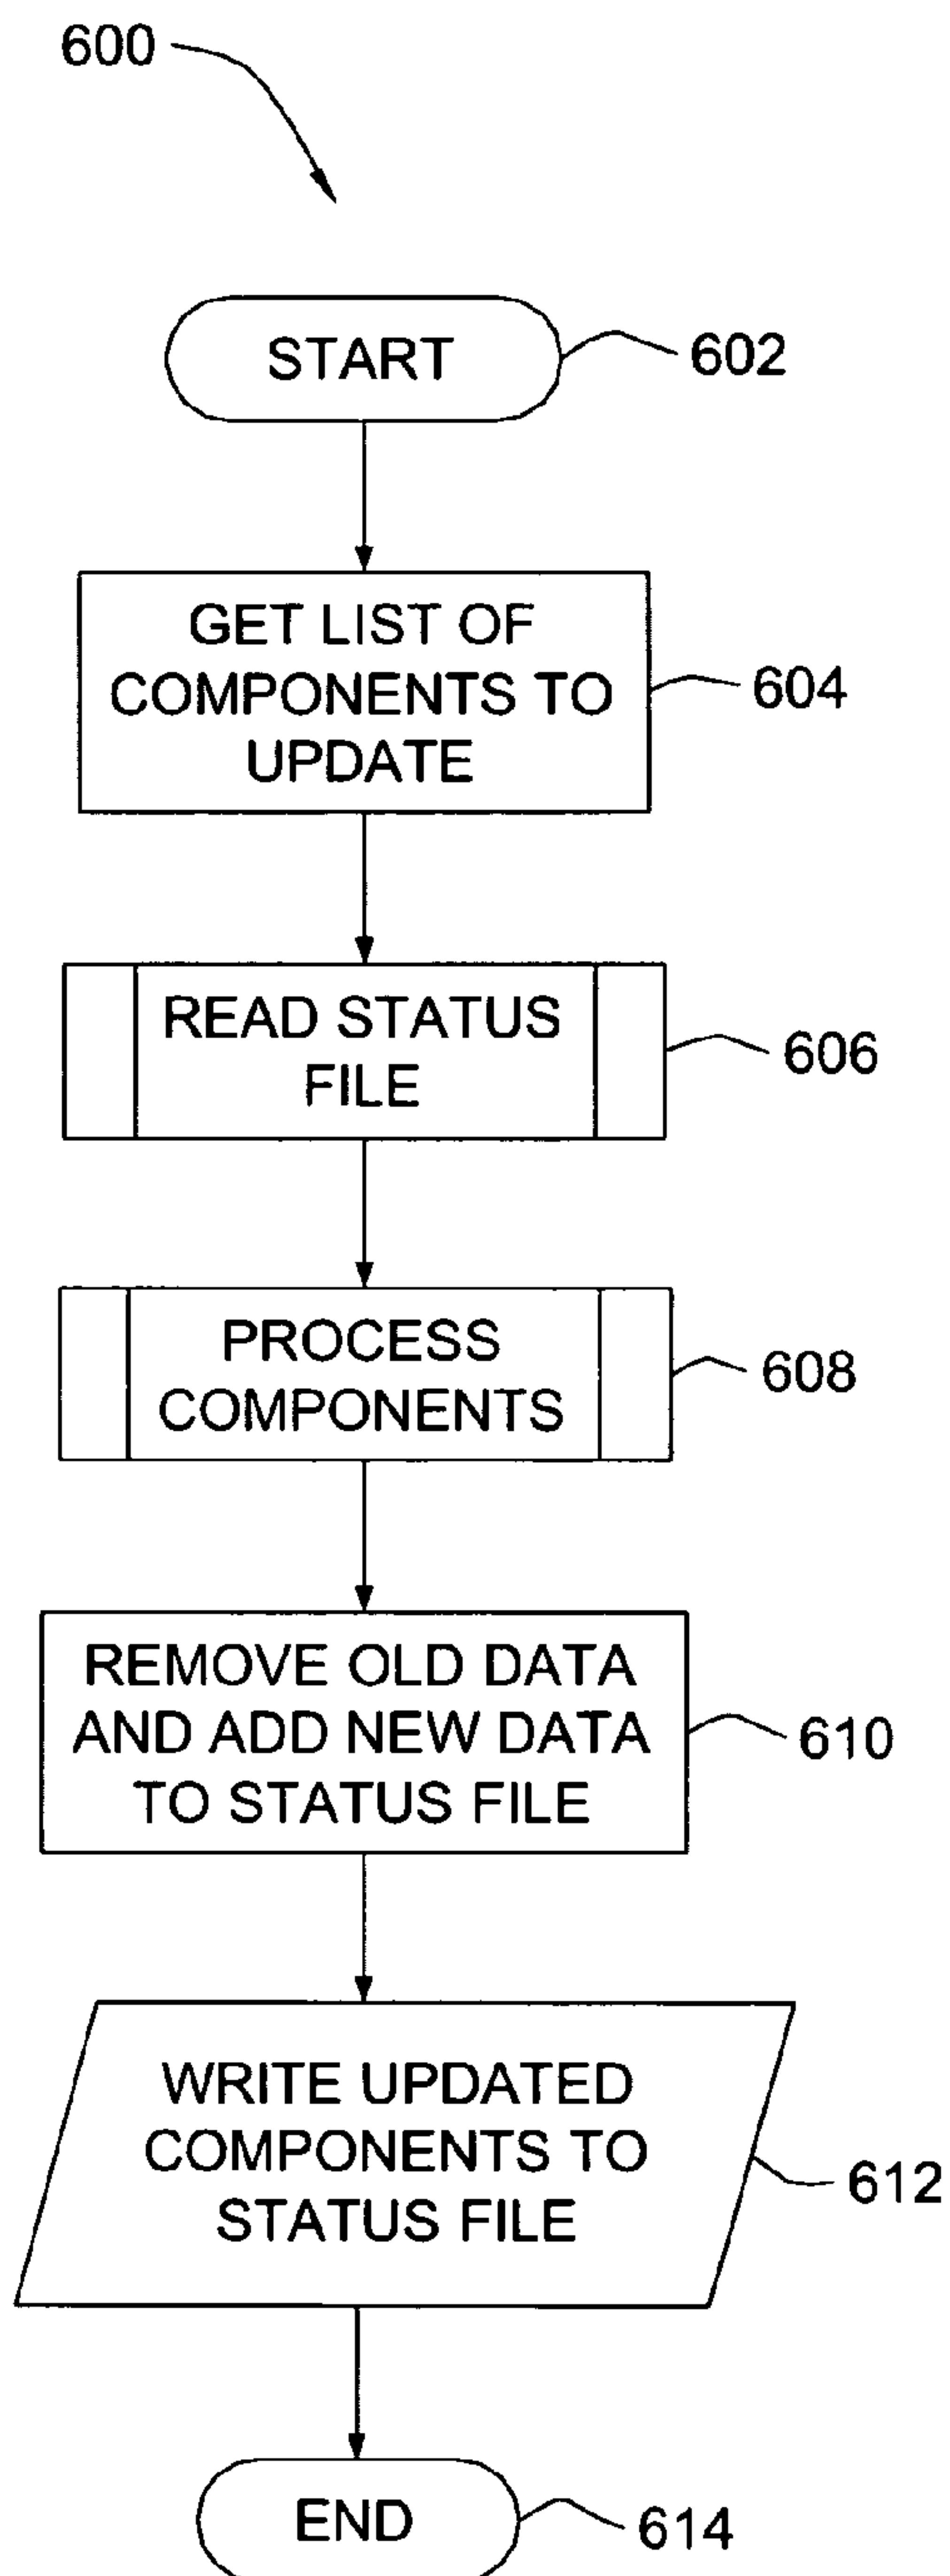 600
START
602
GET LIST OF
COMPONENTS TO
UPDATE
604
READ STATUS
FILE
606
PROCESS
COMPONENTS
608
REMOVE OLD DATA
AND ADD NEW DATA
TO STATUS FILE
610
WRITE UPDATED
COMPONENTS TO
STATUS FILE
612
END
614